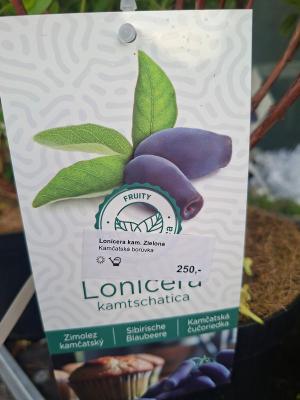 FRUITY
Lonicera kam. Zielona
Kamčatská borůvka
250,-
Lonicera
kamtschatica
Zimolez
kamčatský
Sibirische
Blaubeere
Kamčatská
čučoriedka